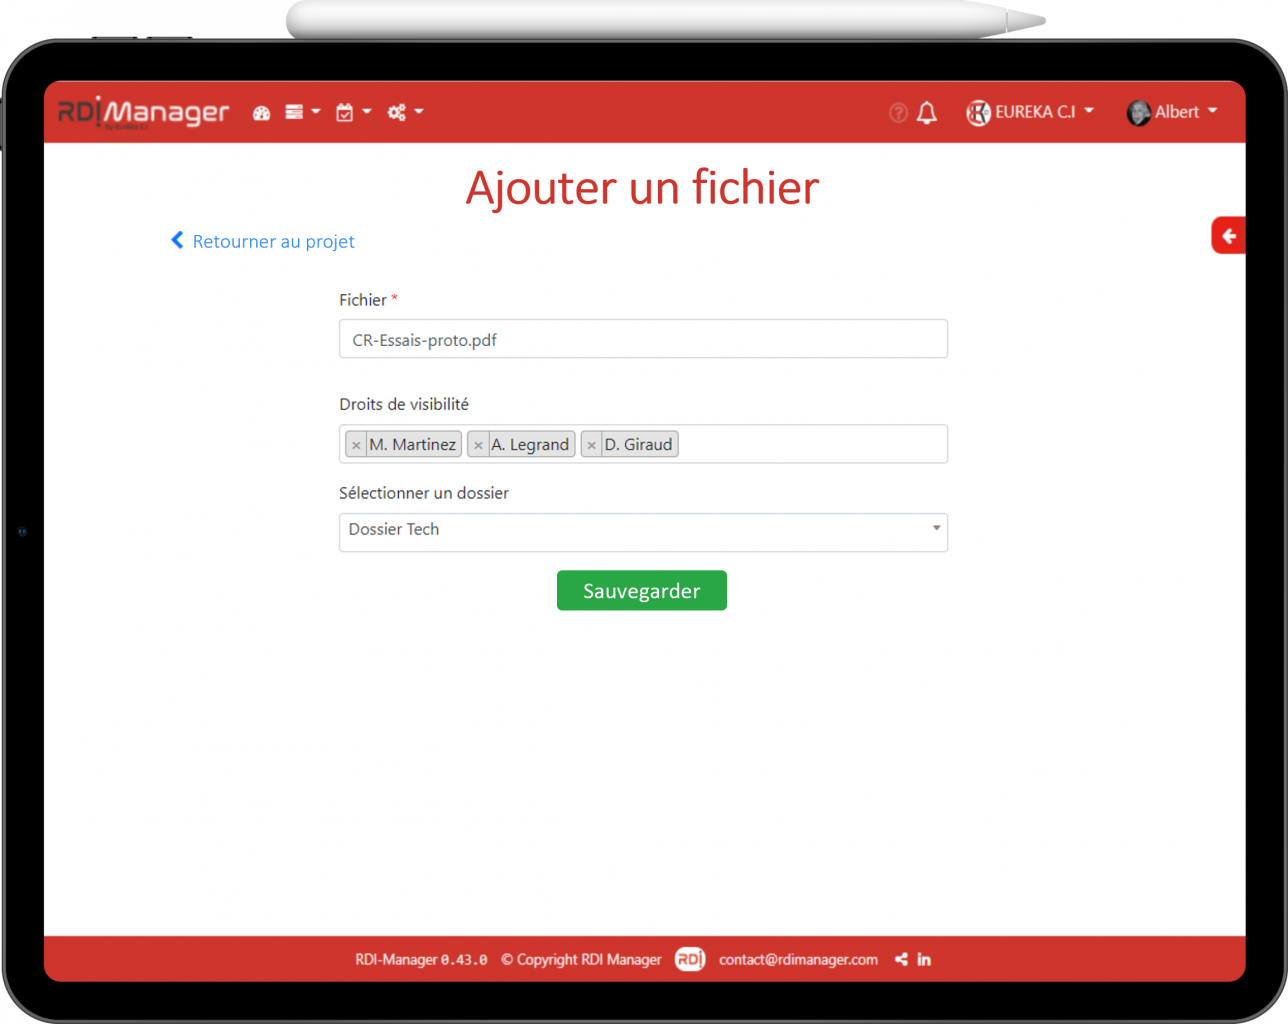 RDI Manager
EUREKA C.I
Albert
Ajouter un fichier
Retourner au projet
Fichier *
CR-Essais-proto.pdf
Droits de visibilité
× M. Martinez × A. Legrand × D. Giraud
Sélectionner un dossier
Dossier Tech
Sauvegarder
RDI-Manager 0.43.0 © Copyright RDI Manager RDI contact@rdimanager.com in